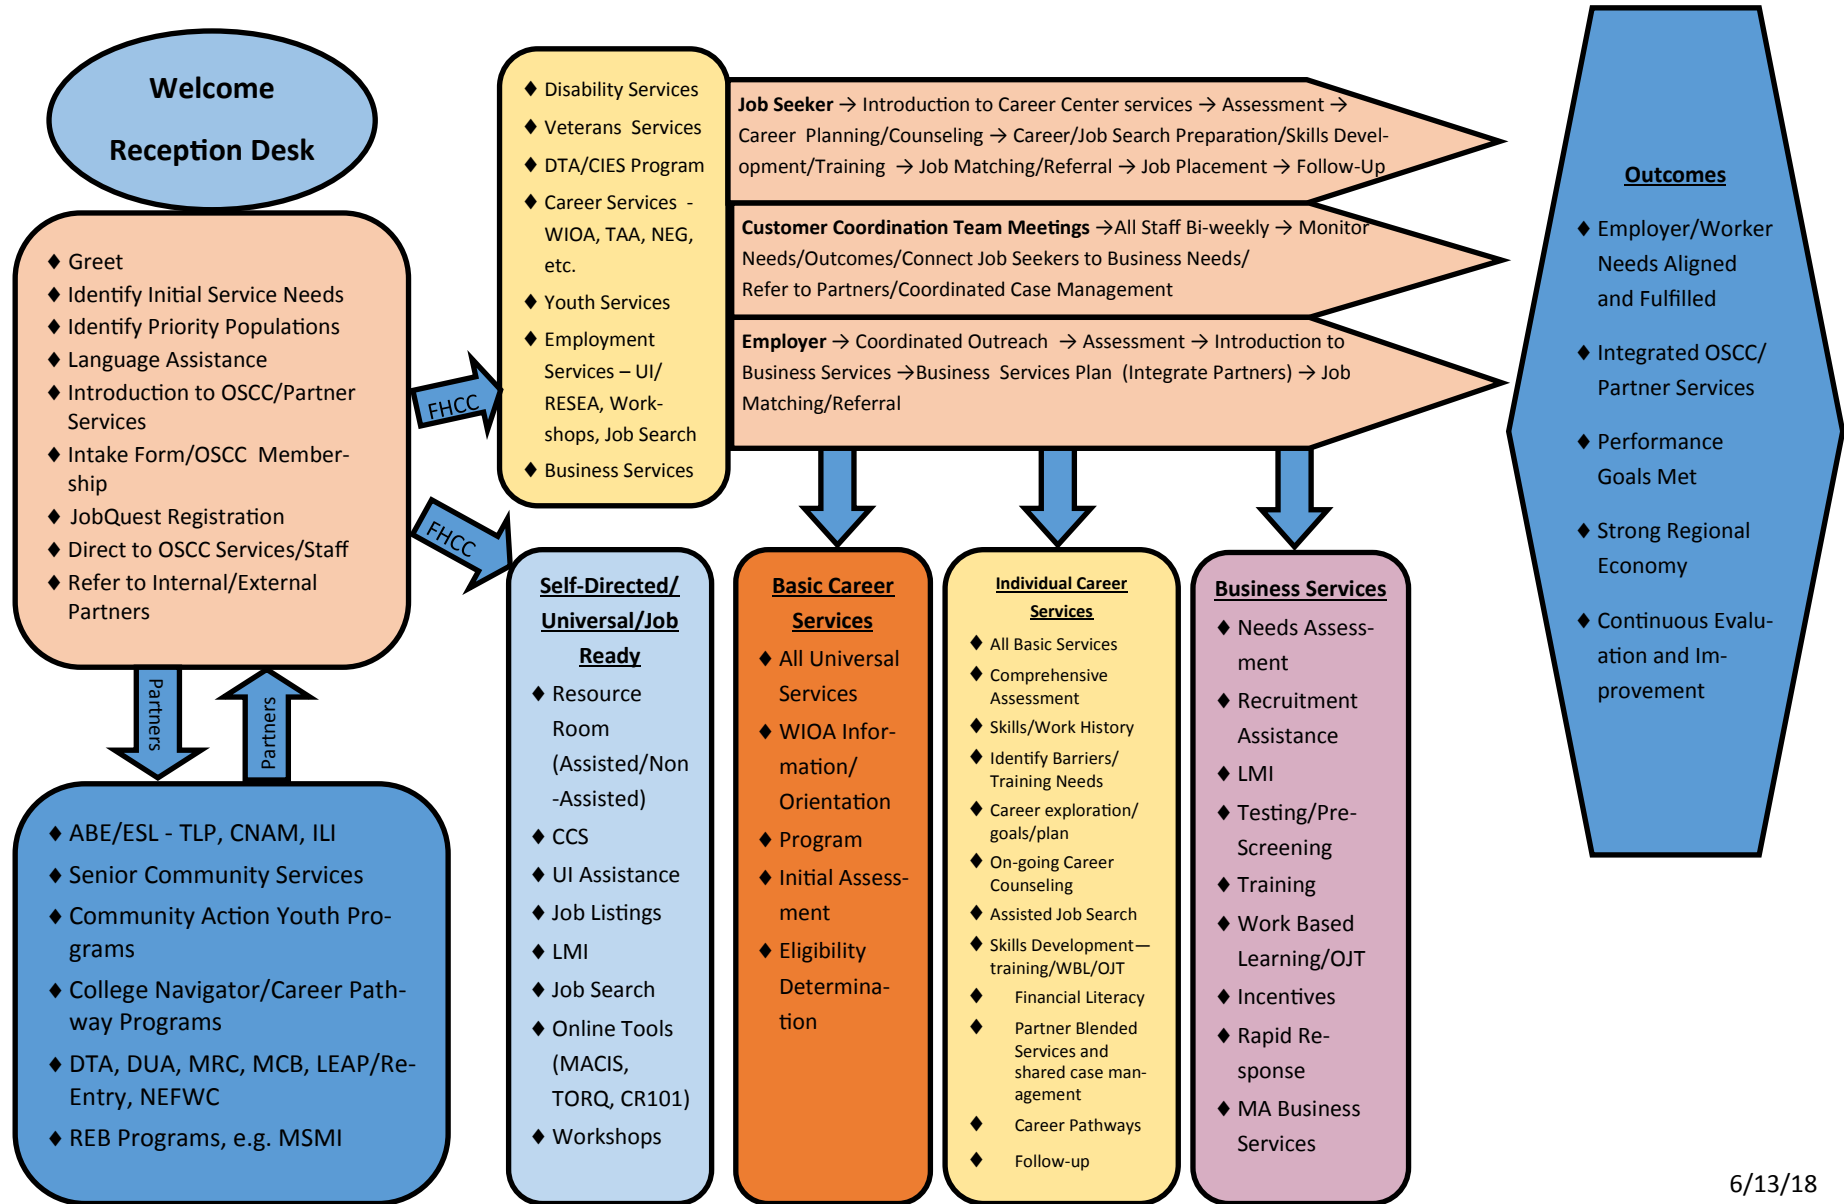 Welcome
Reception Desk
♦ Greet
♦ Identify Initial Service Needs
♦ Identify Priority Populations
♦ Language Assistance
♦ Introduction to OSCC/Partner
Services
♦ Intake Form/OSCC Member-
ship
♦ JobQuest Registration
♦ Direct to OSCC Services/Staff
♦ Refer to Internal/External
Partners
Partners
Partners
♦ ABE/ESL - TLP, CNAM, ILI
♦ Senior Community Services
♦ Community Action Youth Pro-
grams
♦ College Navigator/Career Path-
way Programs
♦ DTA, DUA, MRC, MCB, LEAP/Re-
Entry, NEFWC
♦ REB Programs, e.g. MSMI
FHCC
FHCC
♦ Disability Services
♦ Veterans Services
♦ DTA/CIES Program
♦ Career Services -
WIOA, TAA, NEG,
etc.
♦ Youth Services
♦ Employment
Services – UI/
RESEA, Work-
shops, Job Search
♦ Business Services
Job Seeker → Introduction to Career Center services → Assessment →
Career Planning/Counseling → Career/Job Search Preparation/Skills Devel-
opment/Training → Job Matching/Referral → Job Placement → Follow-Up
Customer Coordination Team Meetings →All Staff Bi-weekly → Monitor
Needs/Outcomes/Connect Job Seekers to Business Needs/
Refer to Partners/Coordinated Case Management
Employer → Coordinated Outreach → Assessment → Introduction to
Business Services →Business Services Plan (Integrate Partners) → Job
Matching/Referral
Self-Directed/
Universal/Job
Ready
♦ Resource
Room
(Assisted/Non
-Assisted)
♦ CCS
♦ UI Assistance
♦ Job Listings
♦ LMI
♦ Job Search
♦ Online Tools
(MACIS,
TORQ, CR101)
♦ Workshops
Basic Career
Services
♦ All Universal
Services
♦ WIOA Infor-
mation/
Orientation
♦ Program
♦ Initial Assess-
ment
♦ Eligibility
Determina-
tion
Individual Career
Services
♦ All Basic Services
♦ Comprehensive
Assessment
♦ Skills/Work History
♦ Identify Barriers/
Training Needs
♦ Career exploration/
goals/plan
♦ On-going Career
Counseling
♦ Assisted Job Search
♦ Skills Development—
training/WBL/OJT
♦ Financial Literacy
♦ Partner Blended
Services and
shared case man-
agement
♦ Career Pathways
♦ Follow-up
Business Services
♦ Needs Assess-
ment
♦ Recruitment
Assistance
♦ LMI
♦ Testing/Pre-
Screening
♦ Training
♦ Work Based
Learning/OJT
♦ Incentives
♦ Rapid Re-
sponse
♦ MA Business
Services
Outcomes
♦ Employer/Worker
Needs Aligned
and Fulfilled
♦ Integrated OSCC/
Partner Services
♦ Performance
Goals Met
♦ Strong Regional
Economy
♦ Continuous Evalu-
ation and Im-
provement
6/13/18